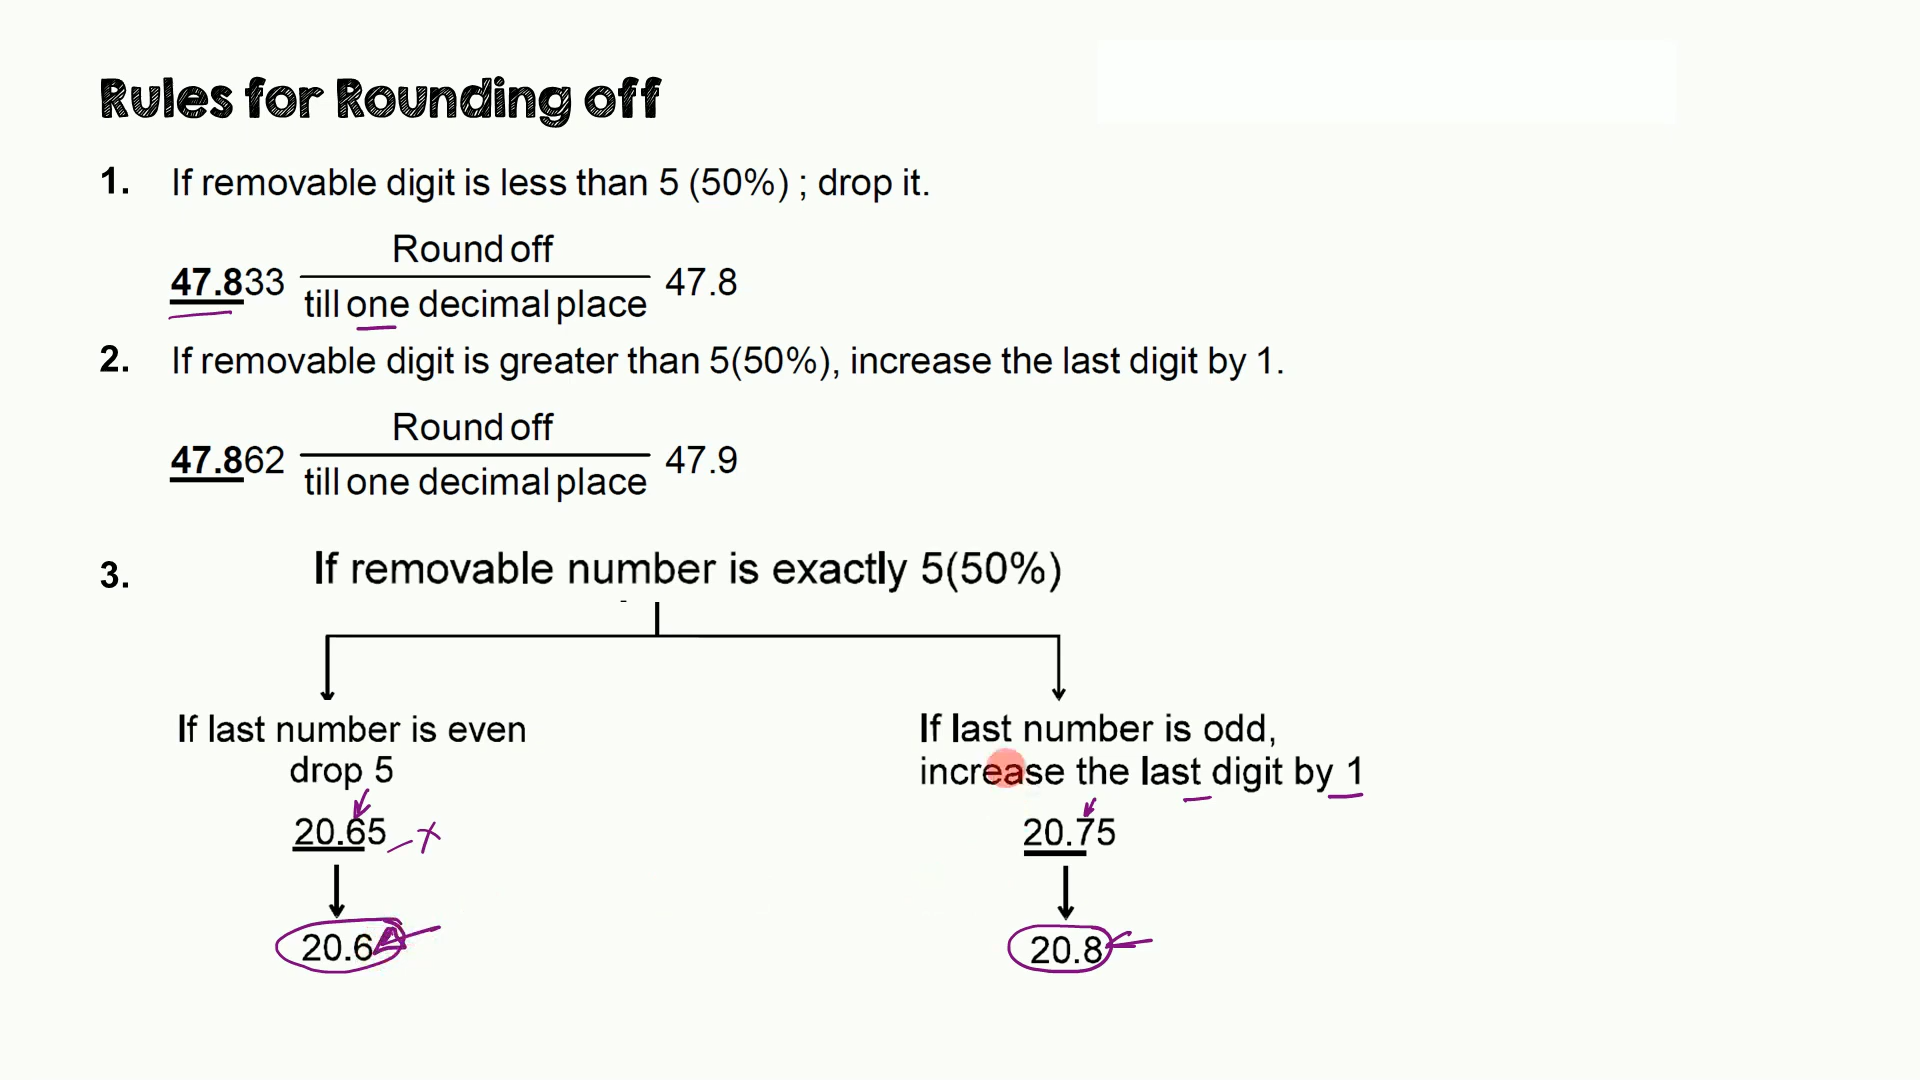 Rules for Rounding off
1. If removable digit is less than 5 (50%) ; drop it.
Round off
47.833 47.8
till one decimal place
2. If removable digit is greater than 5(50%), increase the last digit by 1.
Round off
47.862 47.9
till one decimal place
3. If removable number is exactly 5(50%)
If last number is even
drop 5
20.65
20.6
If last number is odd,
increase the last digit by 1
20.75
20.8